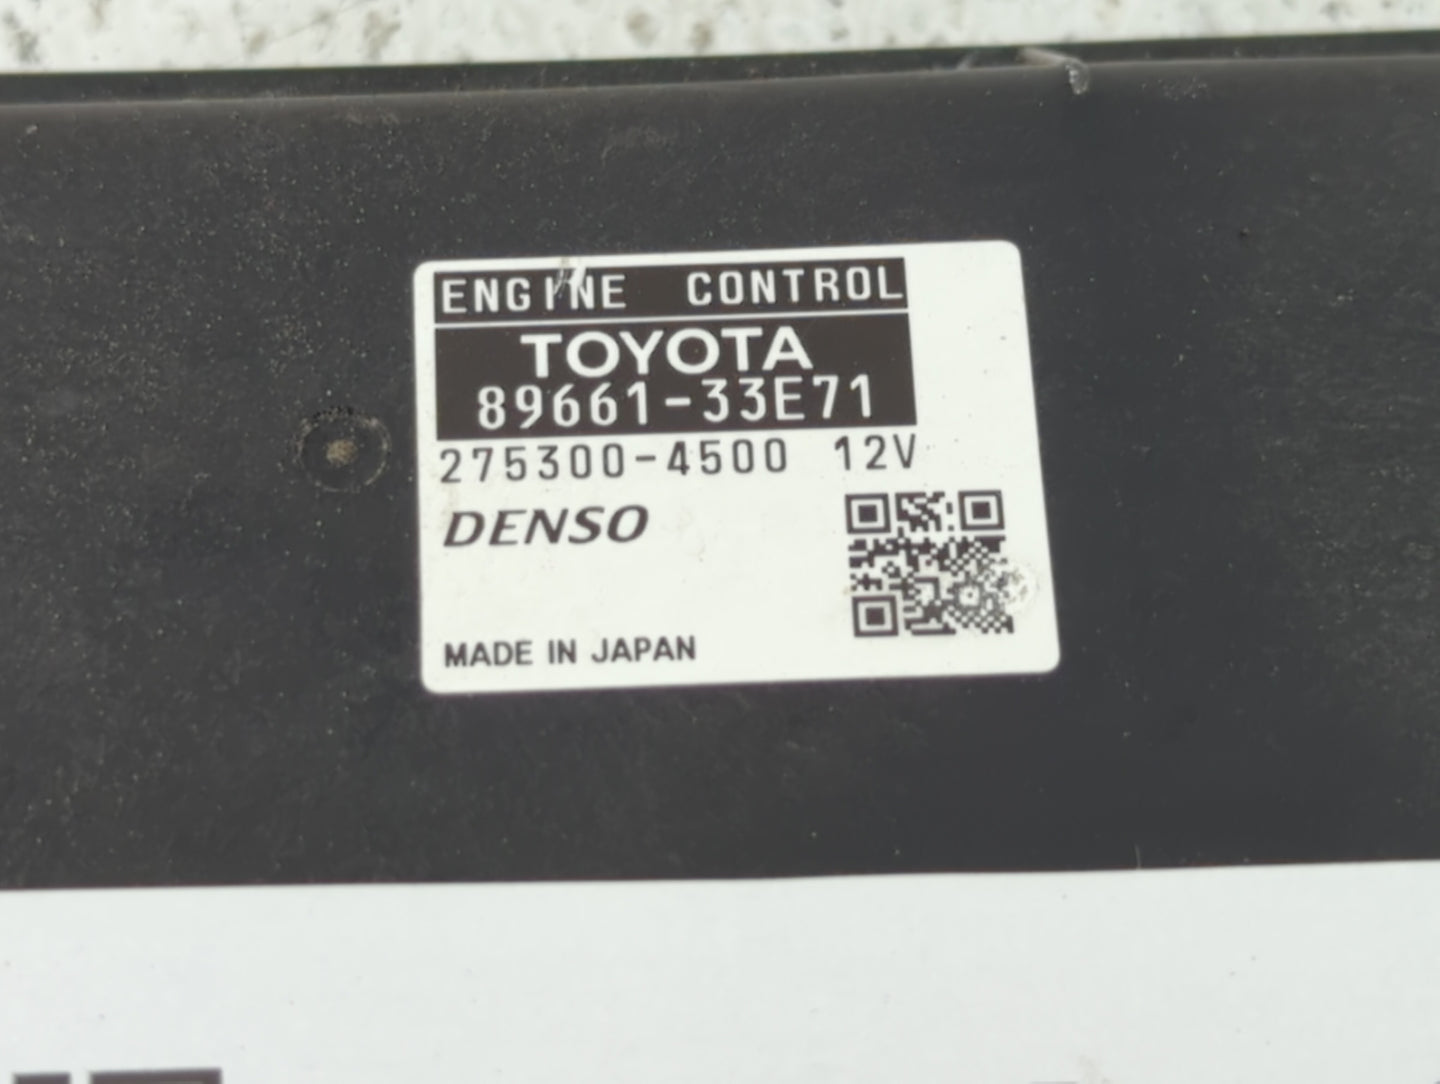 ENGINE CONTROL
TOYOTA
89661-33E71
275300-4500 12V
DENSO
MADE IN JAPAN